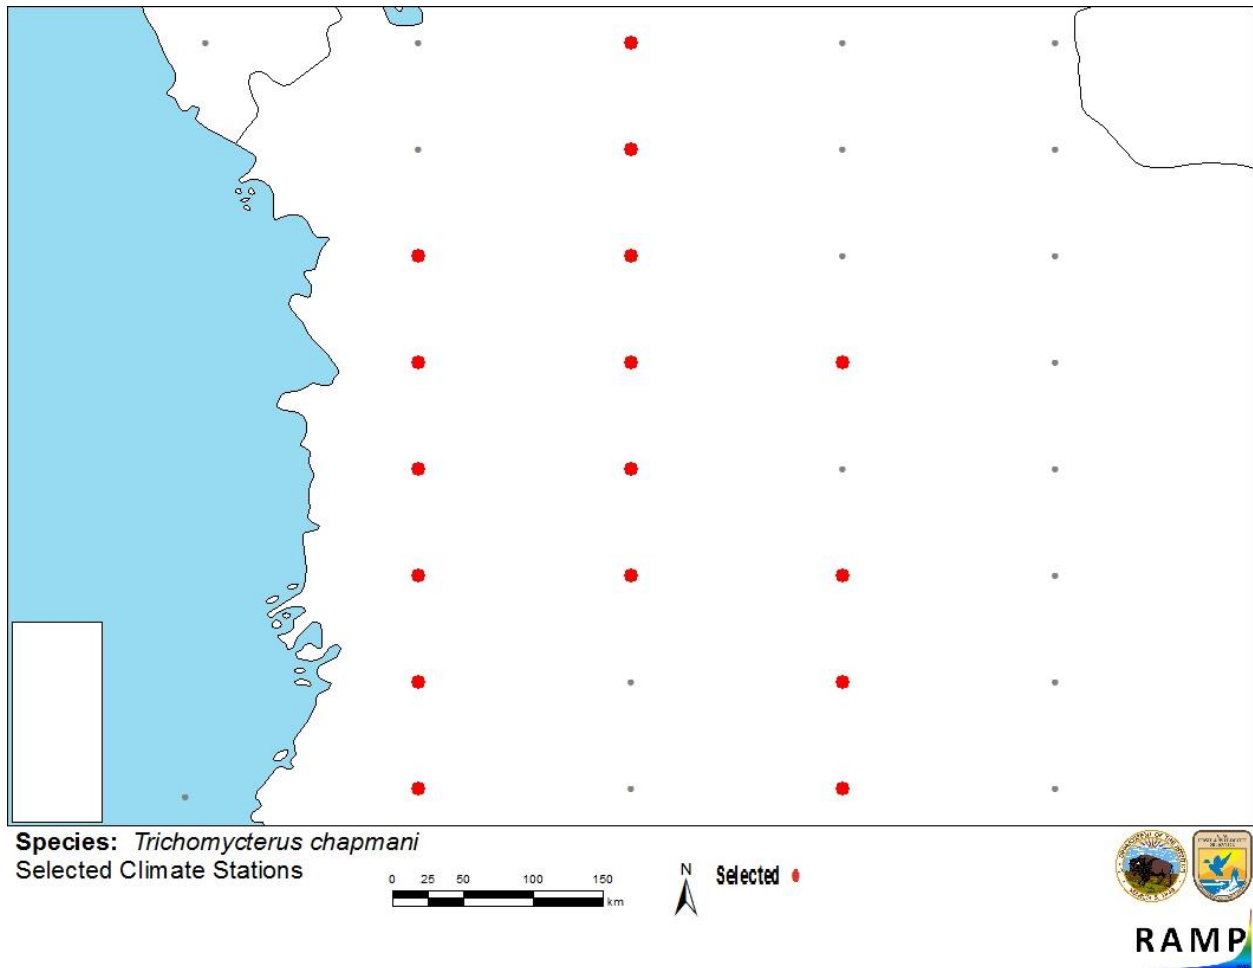 Species: Trichomycterus chapmani
Selected Climate Stations
0 25 50 100 150
km
N
Selected
RAMP